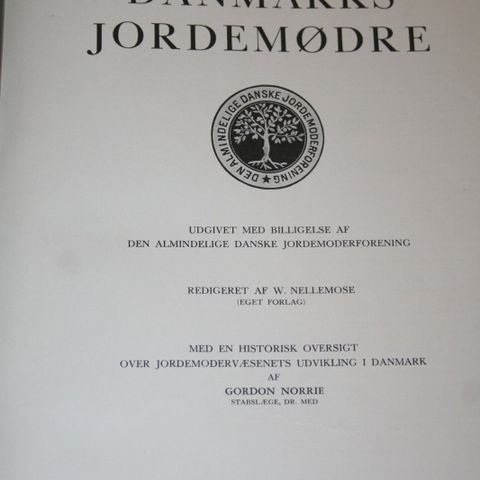 DANMARKS
JORDEMØDRE
DEN ALMINDELIGE DANSKE JORDEMODERFORENING
UDGIVET MED BILLIGELSE AF
DEN ALMINDELIGE DANSKE JORDEMODERFORENING
REDIGERET AF W. NELLEMOSE
(EGET FORLAG)
MED EN HISTORISK OVERSIGT
OVER JORDEMODERVÆSENETS UDVIKLING I DANMARK
AF
GORDON NORRIE
STABSLÆGE, DR. MED